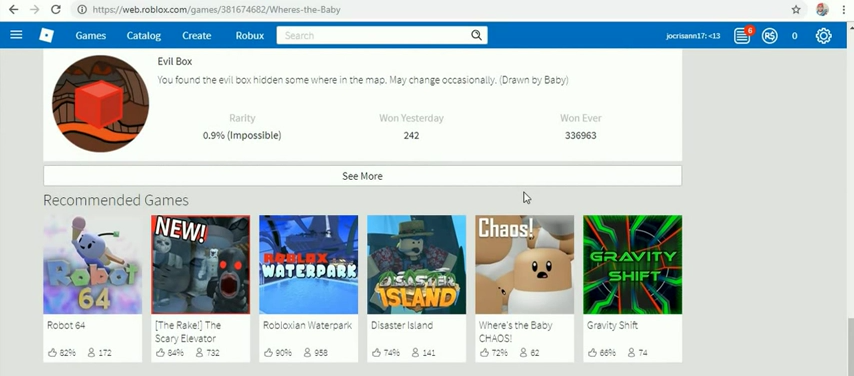 https://web.roblox.com/games/381674682/Wheres-the-Baby
Games Catalog Create Robux Search jocrisann17: <13 6 R$ 0
Evil Box
You found the evil box hidden some where in the map. May change occasionally. (Drawn by Baby)
Rarity Won Yesterday Won Ever
0.9% (Impossible) 242 336963
See More
Recommended Games
Robot 64
NEW!
ROBLOX WATERPARK
DISASTER ISLAND
Chaos!
GRAVITY SHIFT
Robot 64
82% 172
[The Rake!] The
Scary Elevator
84% 732
Robloxian Waterpark
90% 958
Disaster Island
74% 141
Where's the Baby
CHAOS!
72% 62
Gravity Shift
66% 74